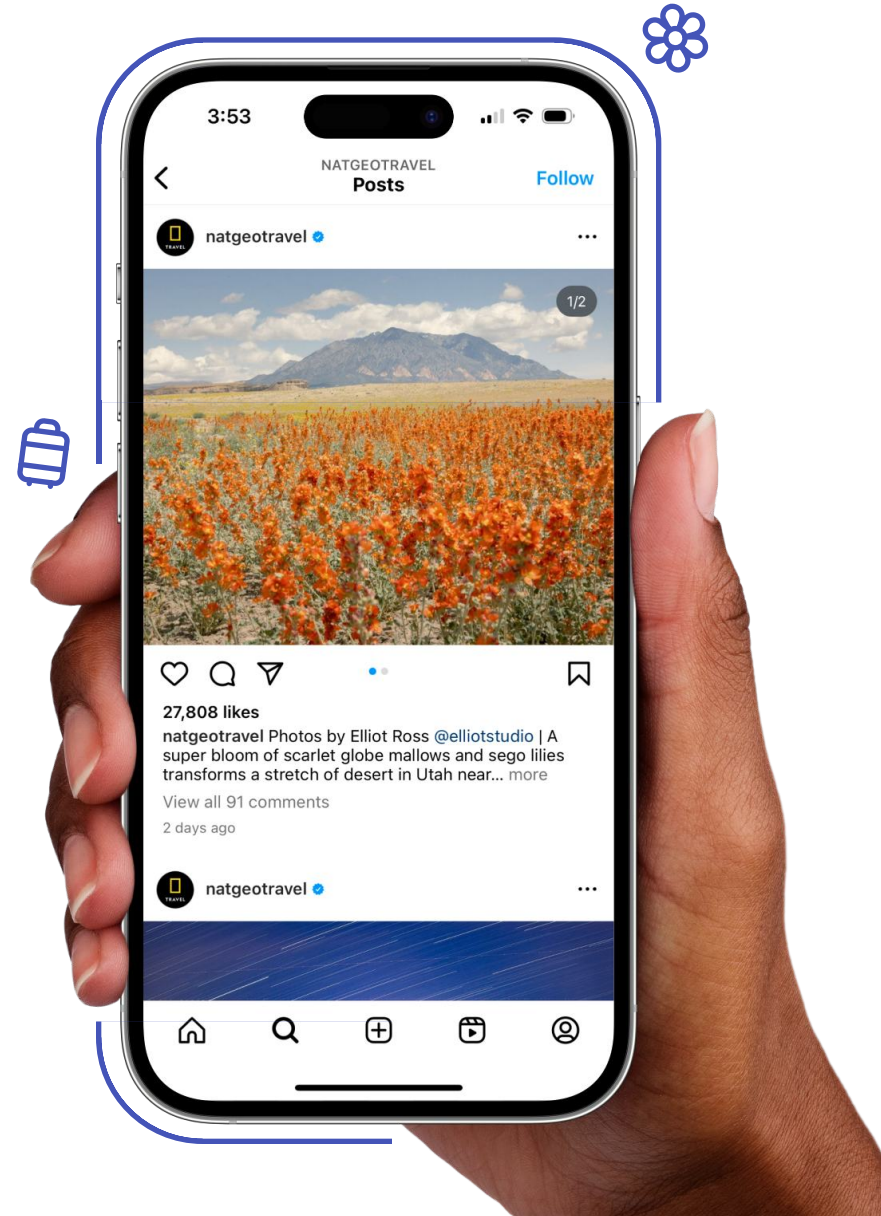 3:53
NATGEOTRAVEL
Posts
Follow
TRAVEL
natgeotravel
1/2
27,808 likes
natgeotravel Photos by Elliot Ross @elliotstudio | A
super bloom of scarlet globe mallows and sego lilies
transforms a stretch of desert in Utah near... more
View all 91 comments
2 days ago
TRAVEL
natgeotravel